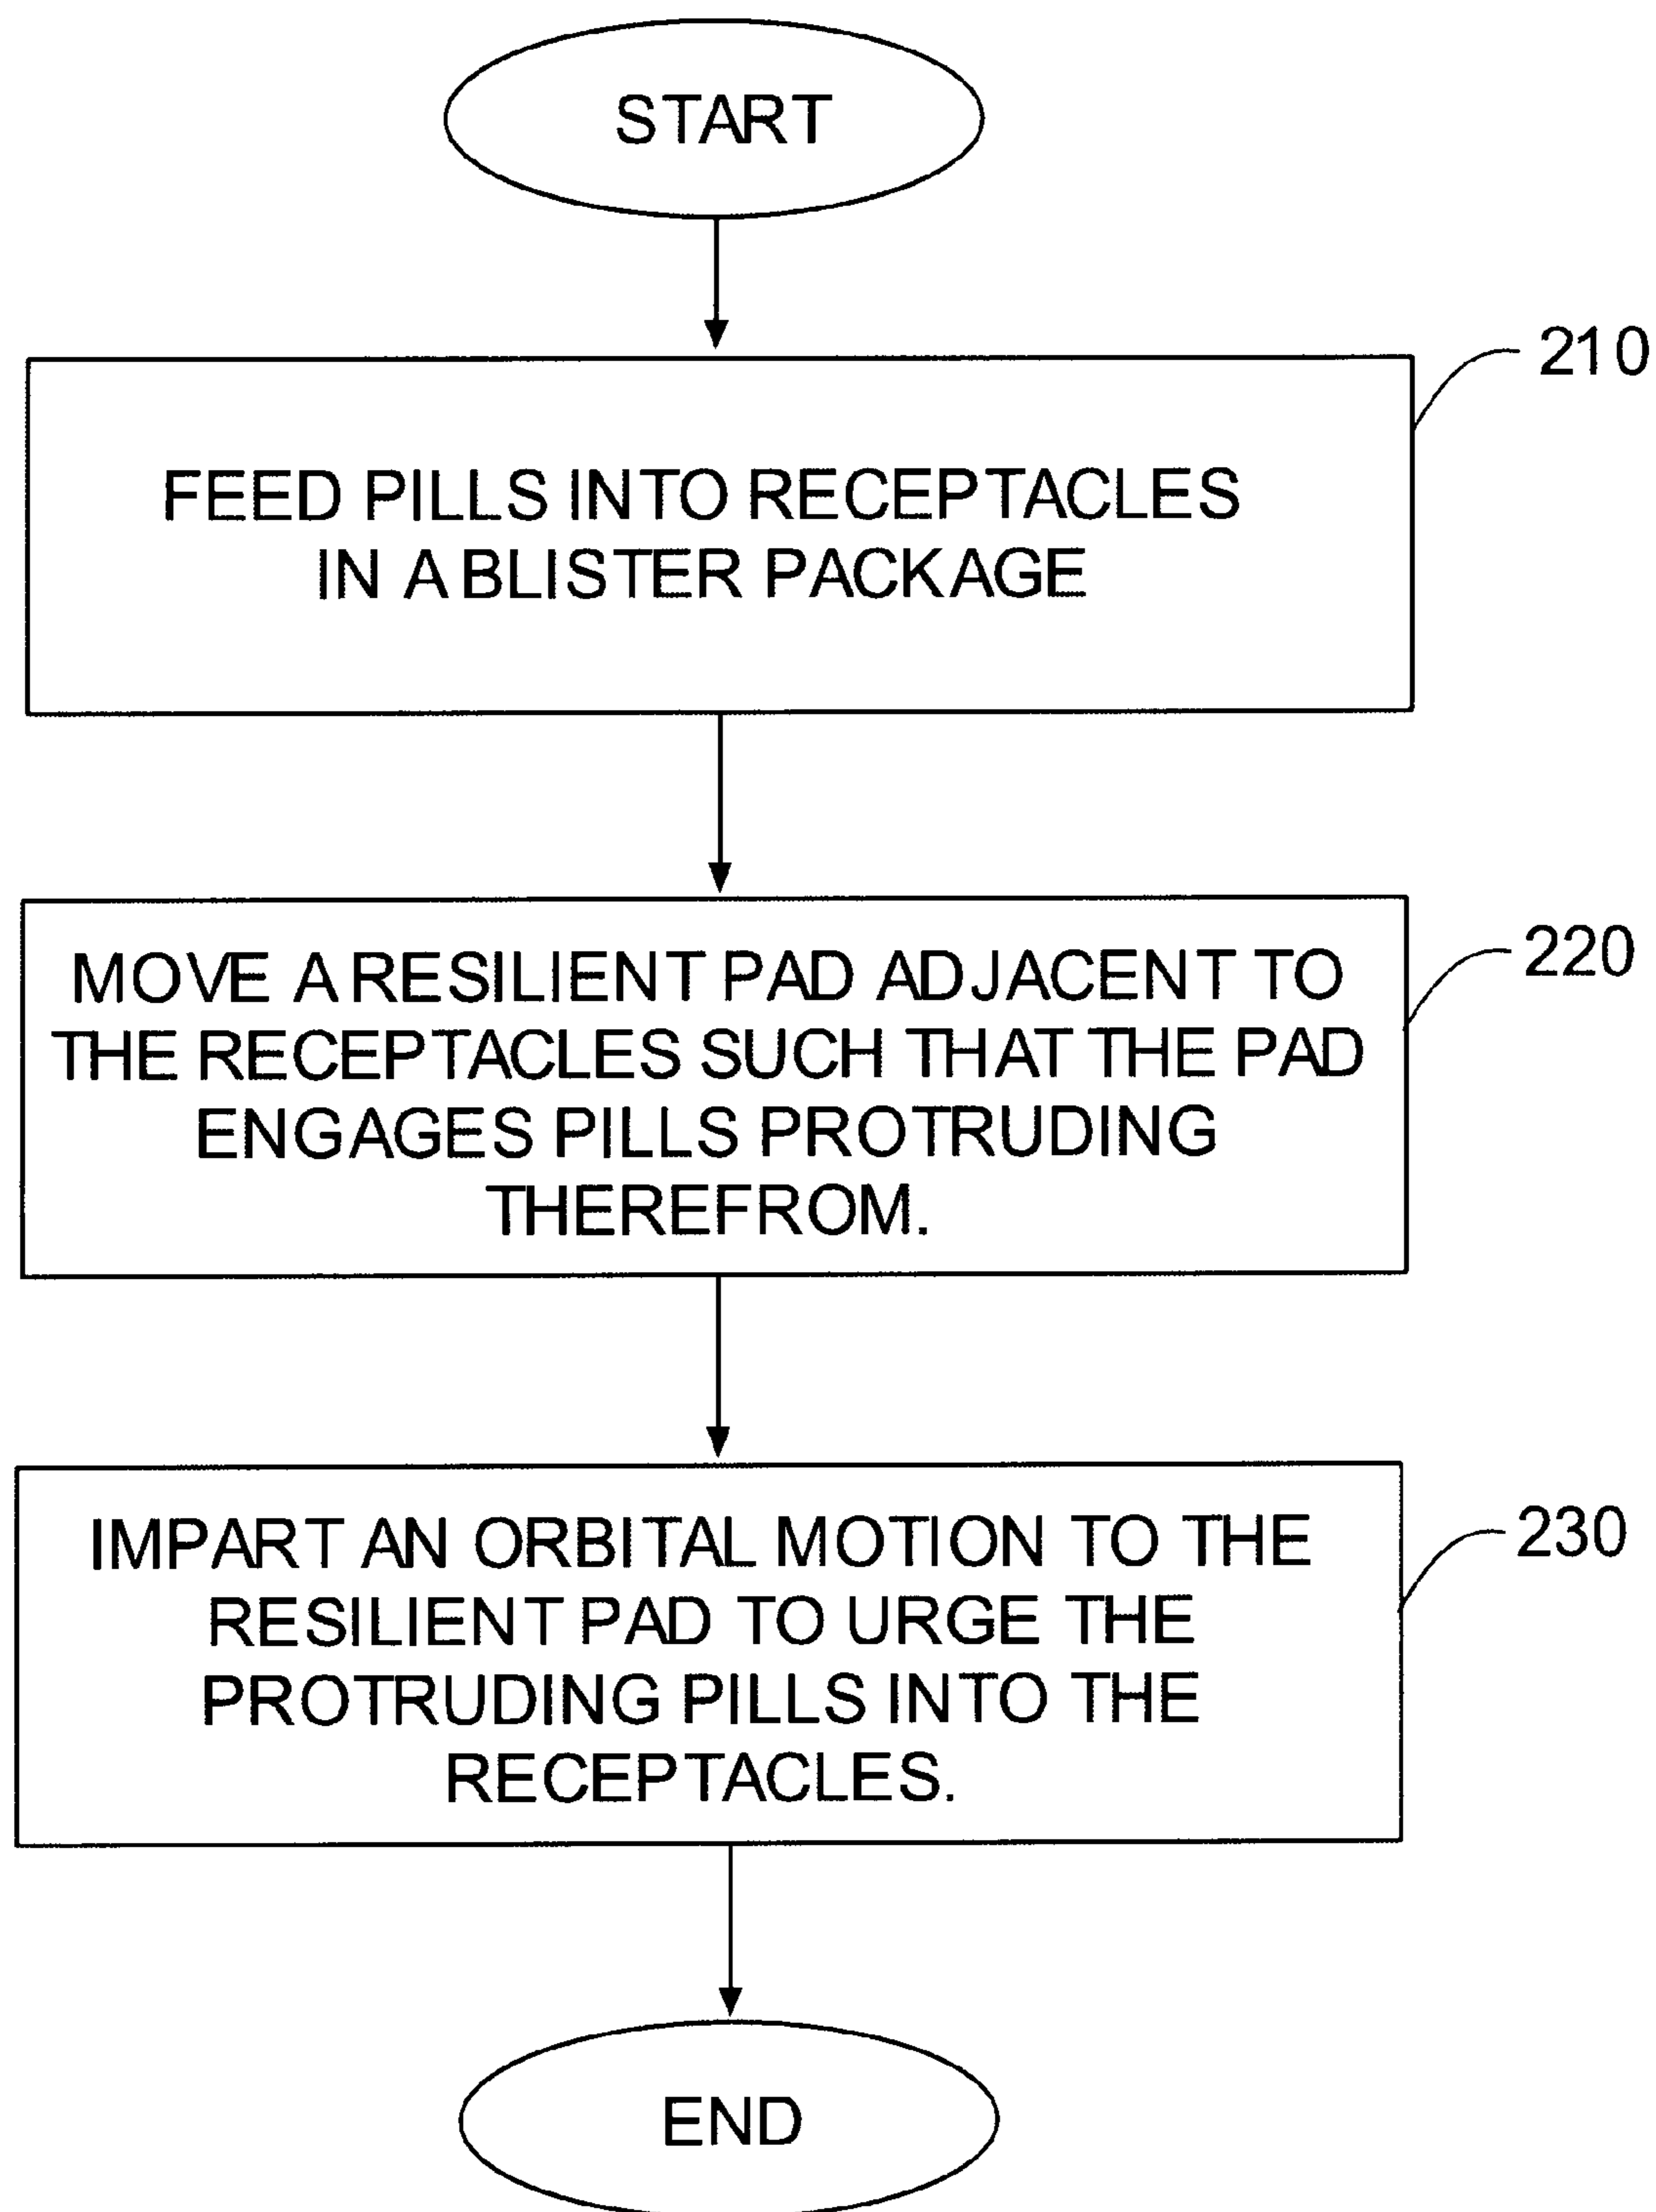 START
210
FEED PILLS INTO RECEPTACLES
IN A BLISTER PACKAGE
220
MOVE A RESILIENT PAD ADJACENT TO
THE RECEPTACLES SUCH THAT THE PAD
ENGAGES PILLS PROTRUDING
THEREFROM.
230
IMPART AN ORBITAL MOTION TO THE
RESILIENT PAD TO URGE THE
PROTRUDING PILLS INTO THE
RECEPTACLES.
END